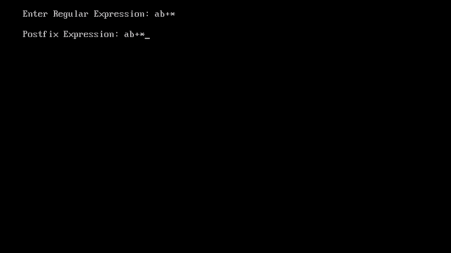 Enter Regular Expression: ab+*
Postfix Expression: ab+*_